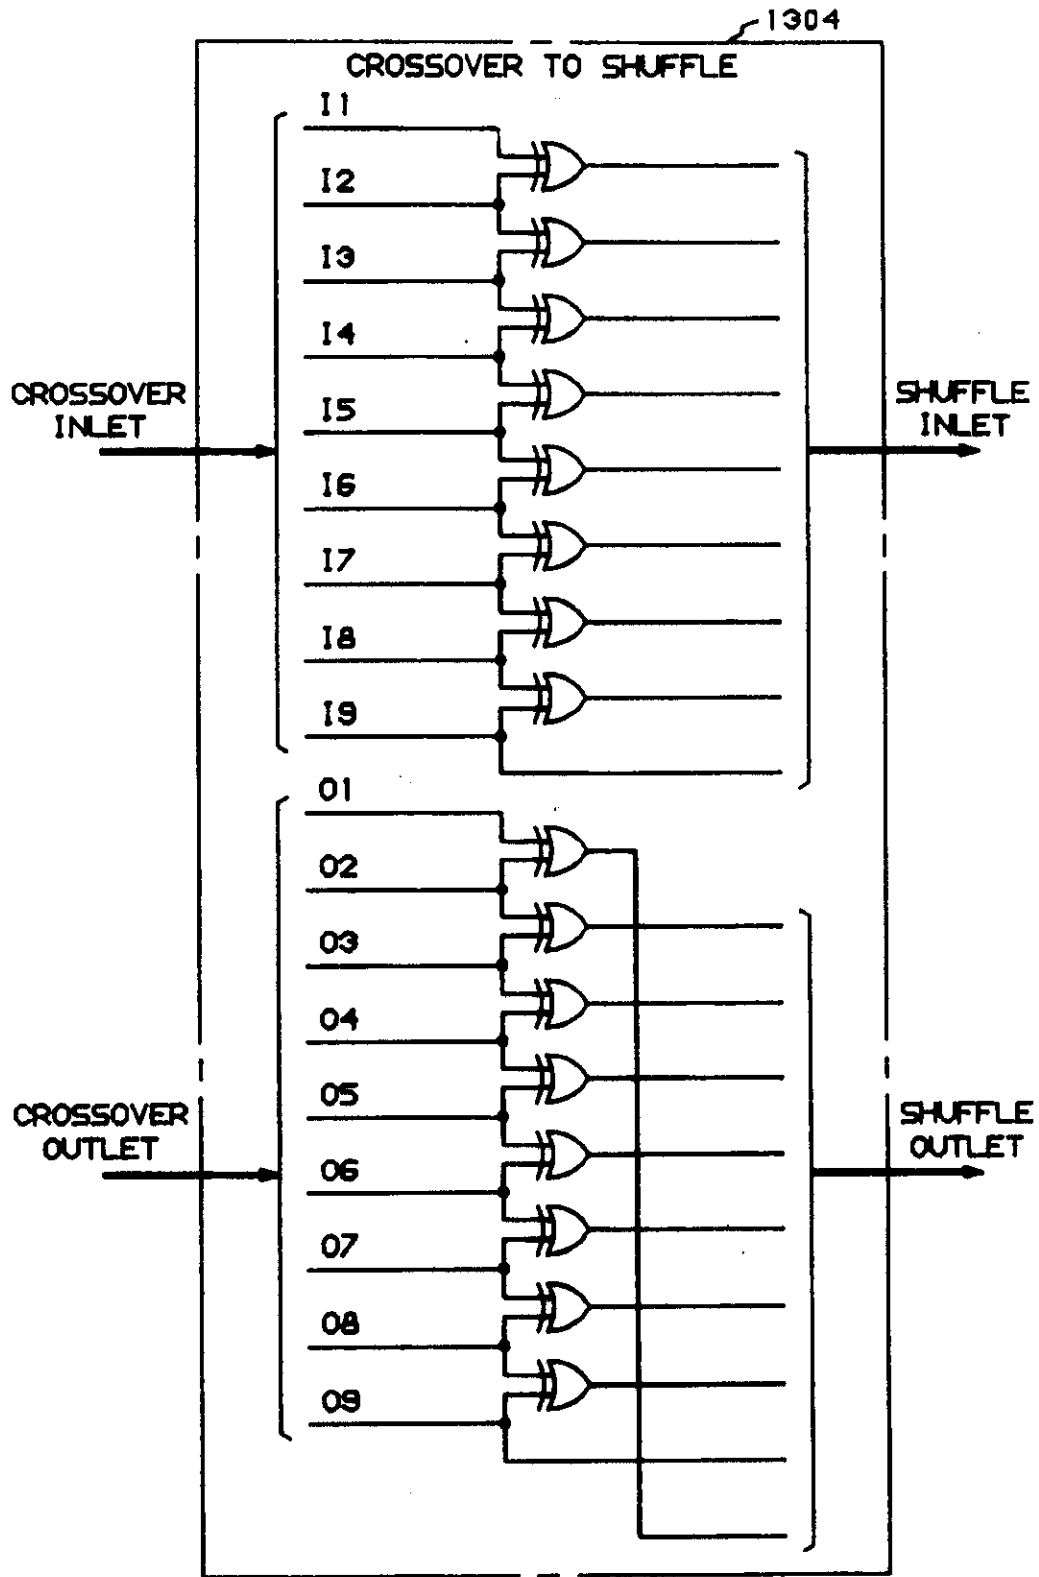 1304
CROSSOVER TO SHUFFLE
I1
I2
I3
I4
CROSSOVER
INLET
I5
SHUFFLE
INLET
I6
I7
I8
I9
O1
O2
O3
O4
O5
CROSSOVER
OUTLET
SHUFFLE
OUTLET
O6
O7
O8
O9